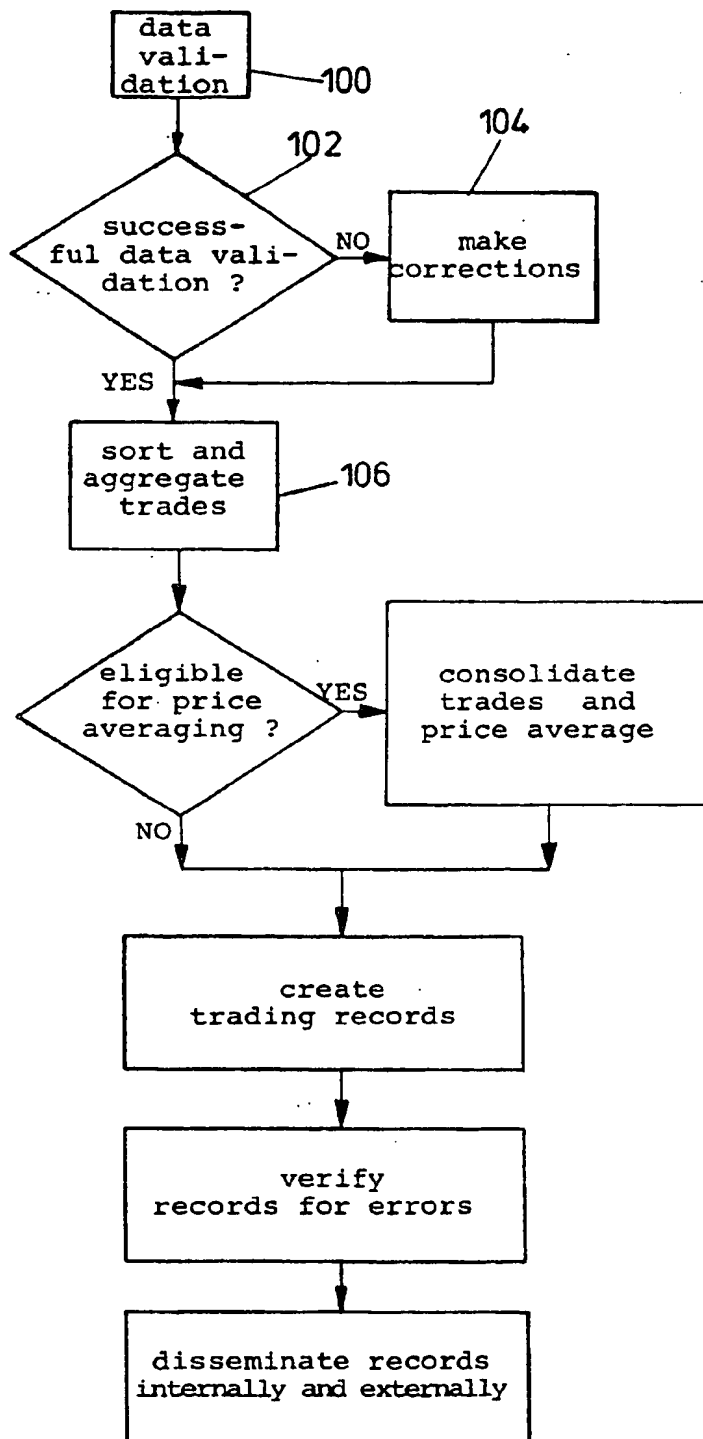 data
vali-
dation
100
102
104
success-
ful data vali-
dation ?
NO
make
corrections
YES
sort and
aggregate
trades
106
eligible
for price
averaging ?
YES
consolidate
trades and
price average
NO
create
trading records
verify
records for errors
disseminate records
internally and externally